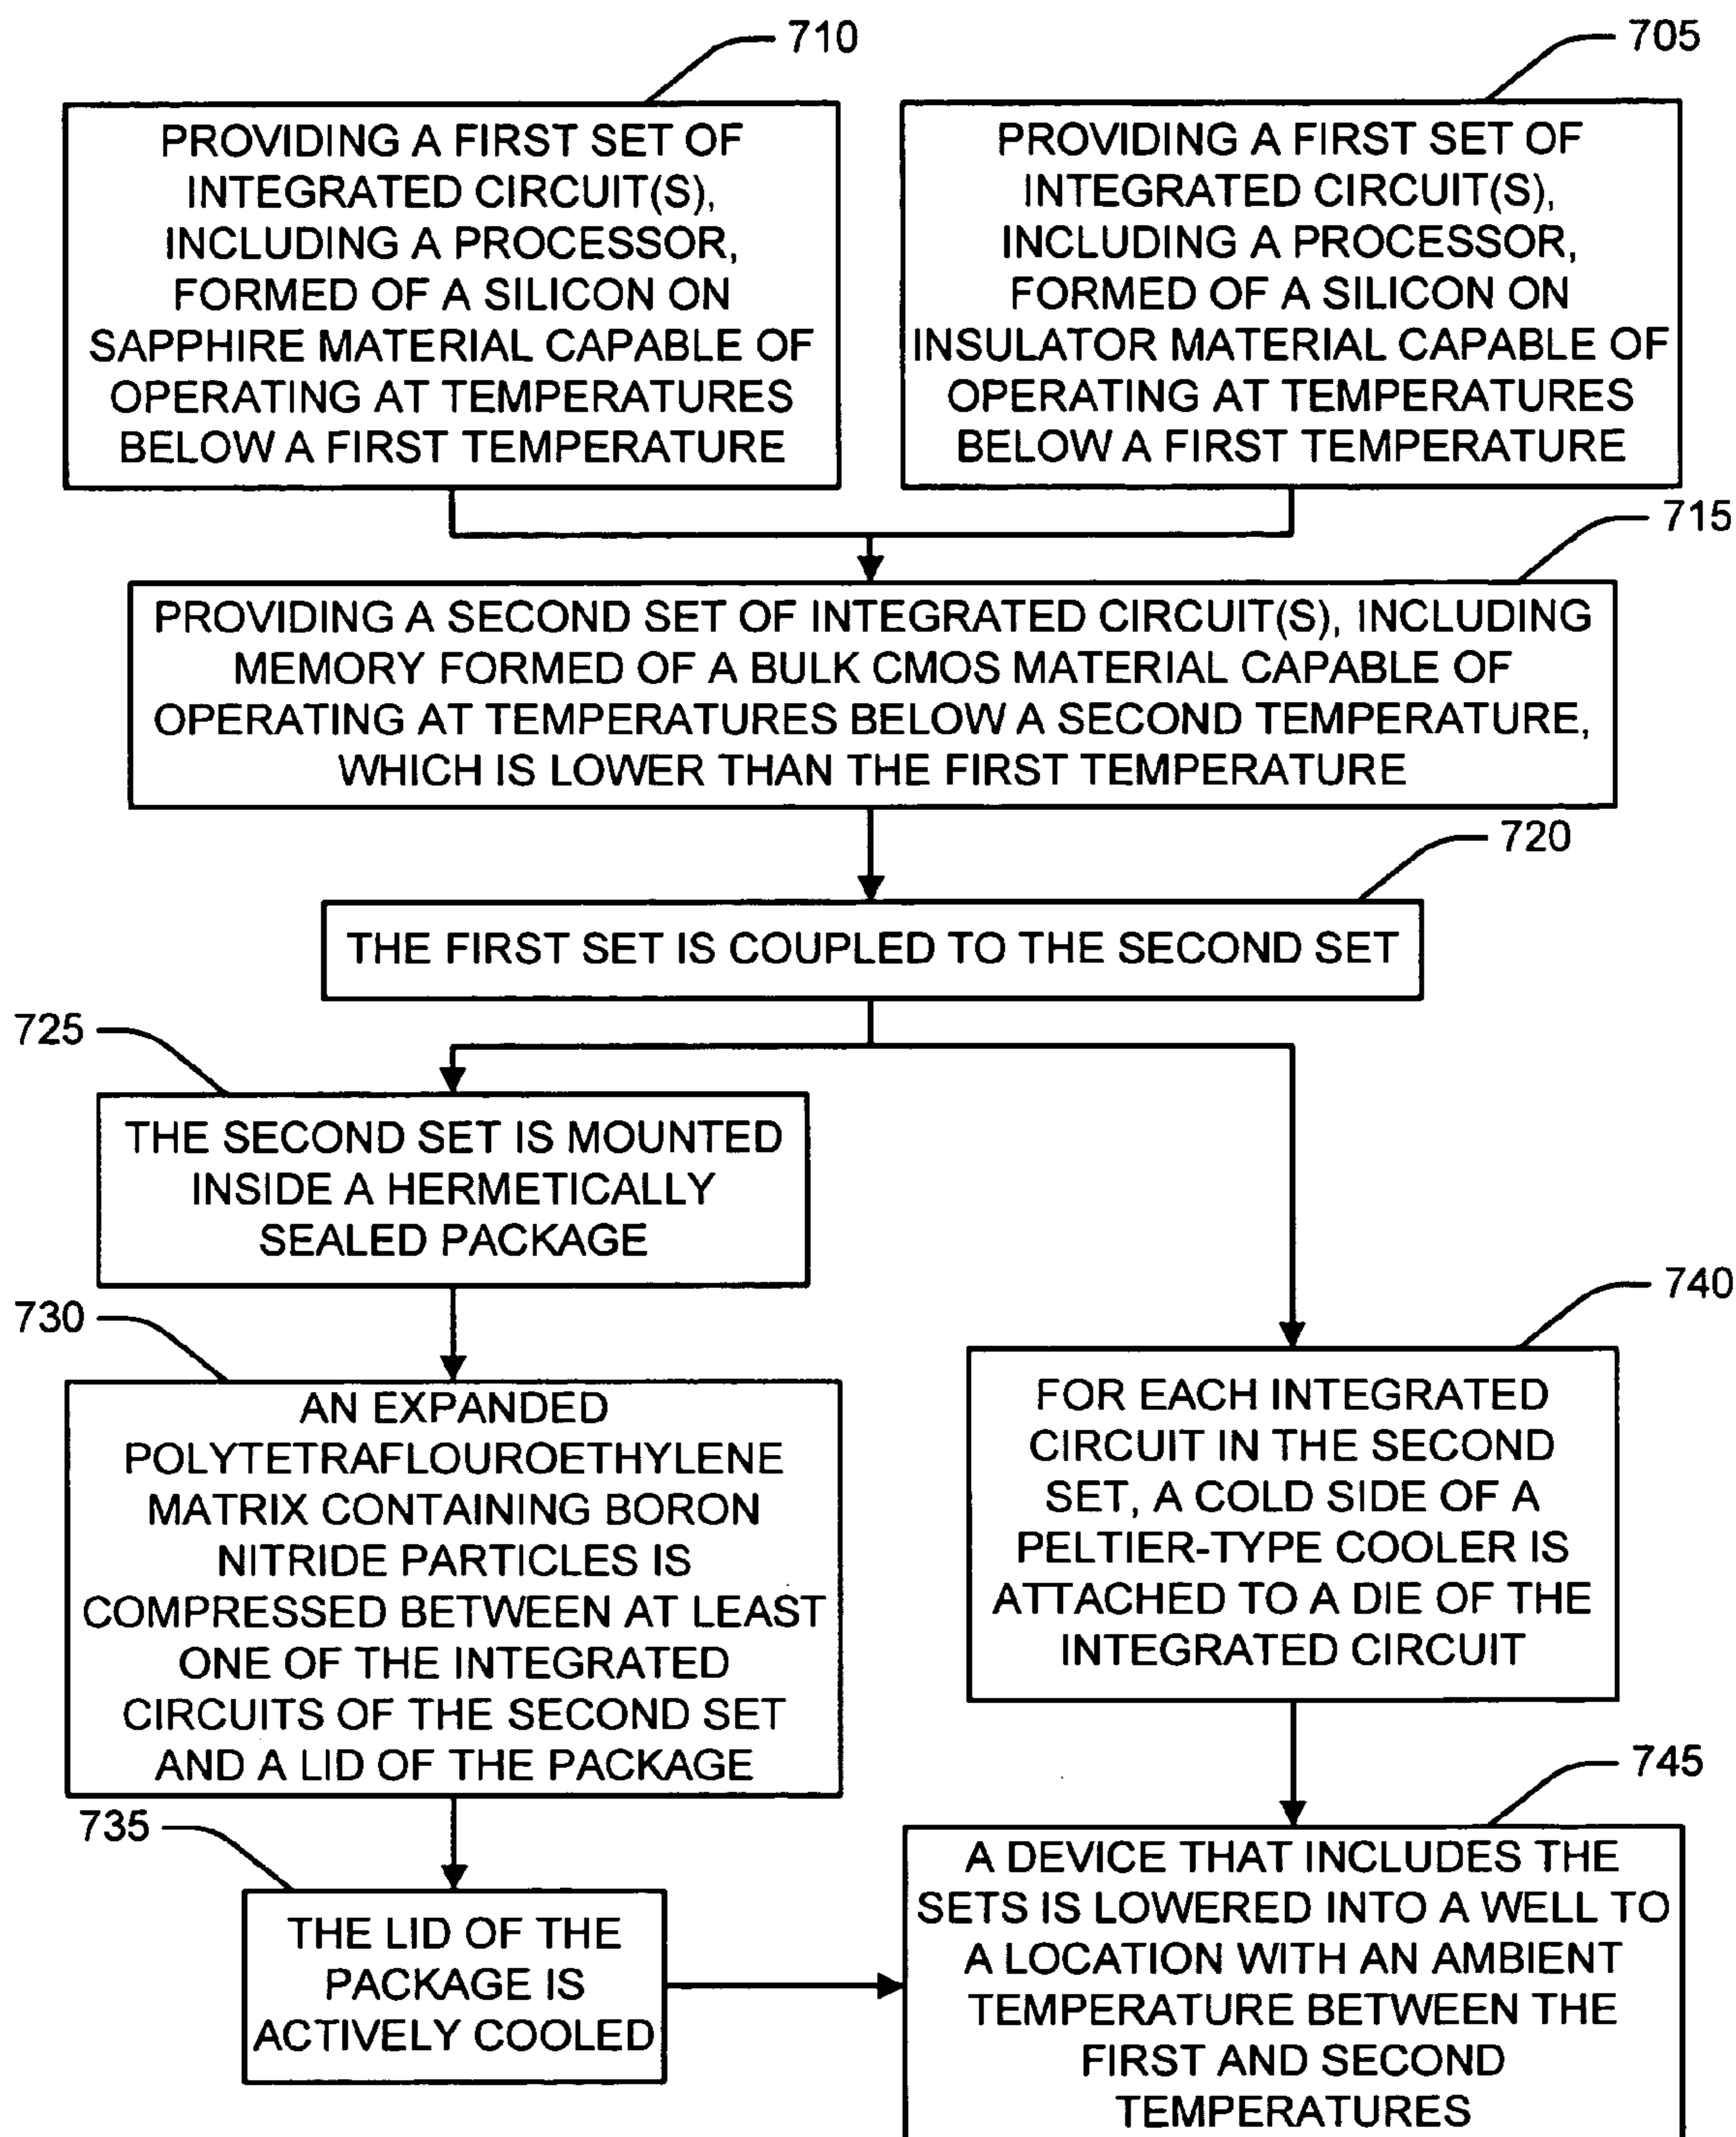 710
PROVIDING A FIRST SET OF
INTEGRATED CIRCUIT(S),
INCLUDING A PROCESSOR,
FORMED OF A SILICON ON
SAPPHIRE MATERIAL CAPABLE OF
OPERATING AT TEMPERATURES
BELOW A FIRST TEMPERATURE
705
PROVIDING A FIRST SET OF
INTEGRATED CIRCUIT(S),
INCLUDING A PROCESSOR,
FORMED OF A SILICON ON
INSULATOR MATERIAL CAPABLE OF
OPERATING AT TEMPERATURES
BELOW A FIRST TEMPERATURE
715
PROVIDING A SECOND SET OF INTEGRATED CIRCUIT(S), INCLUDING
MEMORY FORMED OF A BULK CMOS MATERIAL CAPABLE OF
OPERATING AT TEMPERATURES BELOW A SECOND TEMPERATURE,
WHICH IS LOWER THAN THE FIRST TEMPERATURE
720
THE FIRST SET IS COUPLED TO THE SECOND SET
725
THE SECOND SET IS MOUNTED
INSIDE A HERMETICALLY
SEALED PACKAGE
730
AN EXPANDED
POLYTETRAFLOUROETHYLENE
MATRIX CONTAINING BORON
NITRIDE PARTICLES IS
COMPRESSED BETWEEN AT LEAST
ONE OF THE INTEGRATED
CIRCUITS OF THE SECOND SET
AND A LID OF THE PACKAGE
735
THE LID OF THE
PACKAGE IS
ACTIVELY COOLED
740
FOR EACH INTEGRATED
CIRCUIT IN THE SECOND
SET, A COLD SIDE OF A
PELTIER-TYPE COOLER IS
ATTACHED TO A DIE OF THE
INTEGRATED CIRCUIT
745
A DEVICE THAT INCLUDES THE
SETS IS LOWERED INTO A WELL TO
A LOCATION WITH AN AMBIENT
TEMPERATURE BETWEEN THE
FIRST AND SECOND
TEMPERATURES